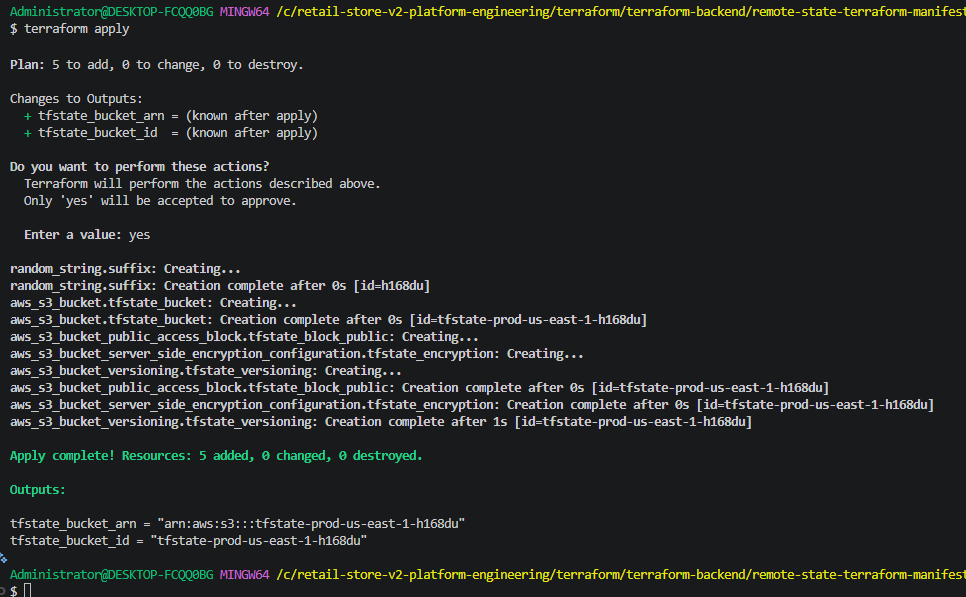 Administrator@DESKTOP-FCQQ0BG MINGW64 /c/retail-store-v2-platform-engineering/terraform/terraform-backend/remote-state-terraform-manifest
$ terraform apply
Plan: 5 to add, 0 to change, 0 to destroy.
Changes to Outputs:
+ tfstate_bucket_arn = (known after apply)
+ tfstate_bucket_id  = (known after apply)
Do you want to perform these actions?
Terraform will perform the actions described above.
Only 'yes' will be accepted to approve.
Enter a value: yes
random_string.suffix: Creating...
random_string.suffix: Creation complete after 0s [id=h168du]
aws_s3_bucket.tfstate_bucket: Creating...
aws_s3_bucket.tfstate_bucket: Creation complete after 0s [id=tfstate-prod-us-east-1-h168du]
aws_s3_bucket_public_access_block.tfstate_block_public: Creating...
aws_s3_bucket_server_side_encryption_configuration.tfstate_encryption: Creating...
aws_s3_bucket_versioning.tfstate_versioning: Creating...
aws_s3_bucket_public_access_block.tfstate_block_public: Creation complete after 0s [id=tfstate-prod-us-east-1-h168du]
aws_s3_bucket_server_side_encryption_configuration.tfstate_encryption: Creation complete after 0s [id=tfstate-prod-us-east-1-h168du]
aws_s3_bucket_versioning.tfstate_versioning: Creation complete after 1s [id=tfstate-prod-us-east-1-h168du]
Apply complete! Resources: 5 added, 0 changed, 0 destroyed.
Outputs:
tfstate_bucket_arn = "arn:aws:s3:::tfstate-prod-us-east-1-h168du"
tfstate_bucket_id = "tfstate-prod-us-east-1-h168du"
Administrator@DESKTOP-FCQQ0BG MINGW64 /c/retail-store-v2-platform-engineering/terraform/terraform-backend/remote-state-terraform-manifest
$